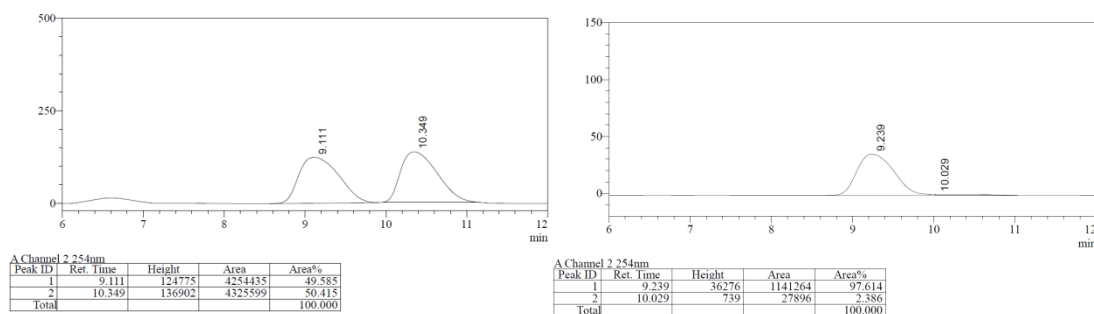 500
250
0
9.111
10.349
6 7 8 9 10 11 12
min
A Channel 2 254nm
Peak ID Ret. Time Height Area Area%
1 9.111 124775 4254435 49.585
2 10.349 136902 4325599 50.415
Total 100.000
150
100
50
0
9.239
10.029
6 7 8 9 10 11 12
min
A Channel 2 254nm
Peak ID Ret. Time Height Area Area%
1 9.239 36276 1141264 97.614
2 10.029 739 27896 2.386
Total 100.000